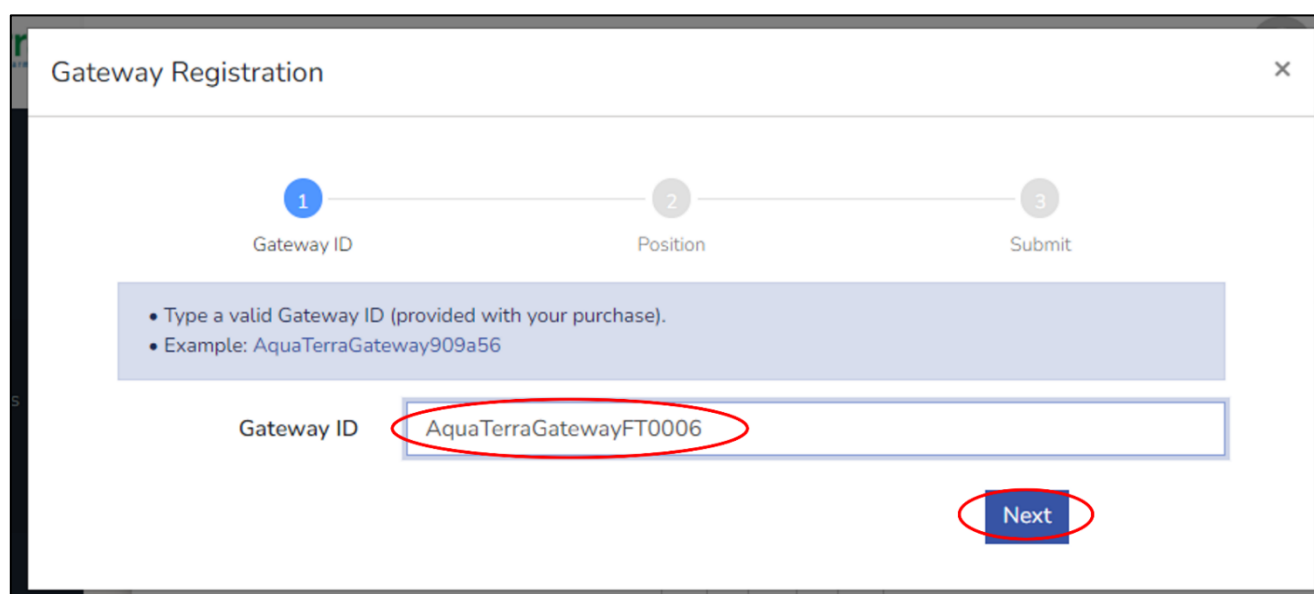 Gateway Registration
×
1
2
3
Gateway ID
Position
Submit
• Type a valid Gateway ID (provided with your purchase).
• Example: AquaTerraGateway909a56
Gateway ID
AquaTerraGatewayFT0006
Next